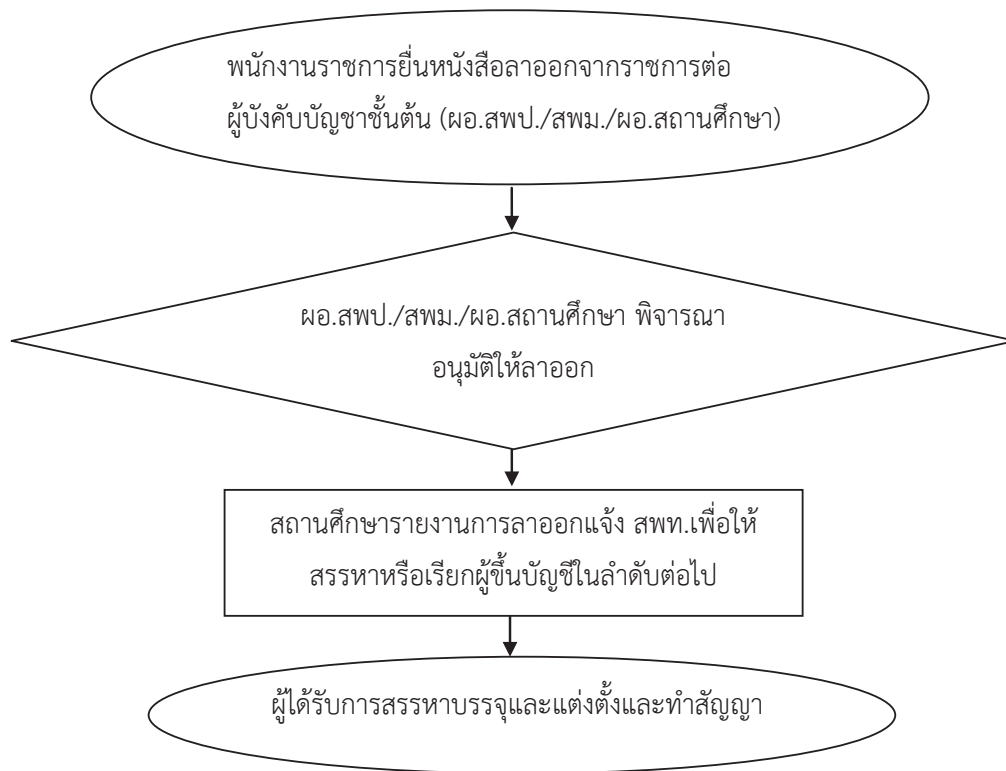 พนักงานราชการยื่นหนังสือลาออกจากราชการต่อ
ผู้บังคับบัญชาชั้นต้น (ผอ.สพป./สพม./ผอ.สถานศึกษา)
ผอ.สพป./สพม./ผอ.สถานศึกษา พิจารณา
อนุมัติให้ลาออก
สถานศึกษารายงานการลาออกแจ้ง สพท.เพื่อให้
สรรหาหรือเรียกผู้ขึ้นบัญชีในลำดับต่อไป
ผู้ได้รับการสรรหาบรรจุและแต่งตั้งและทำสัญญา